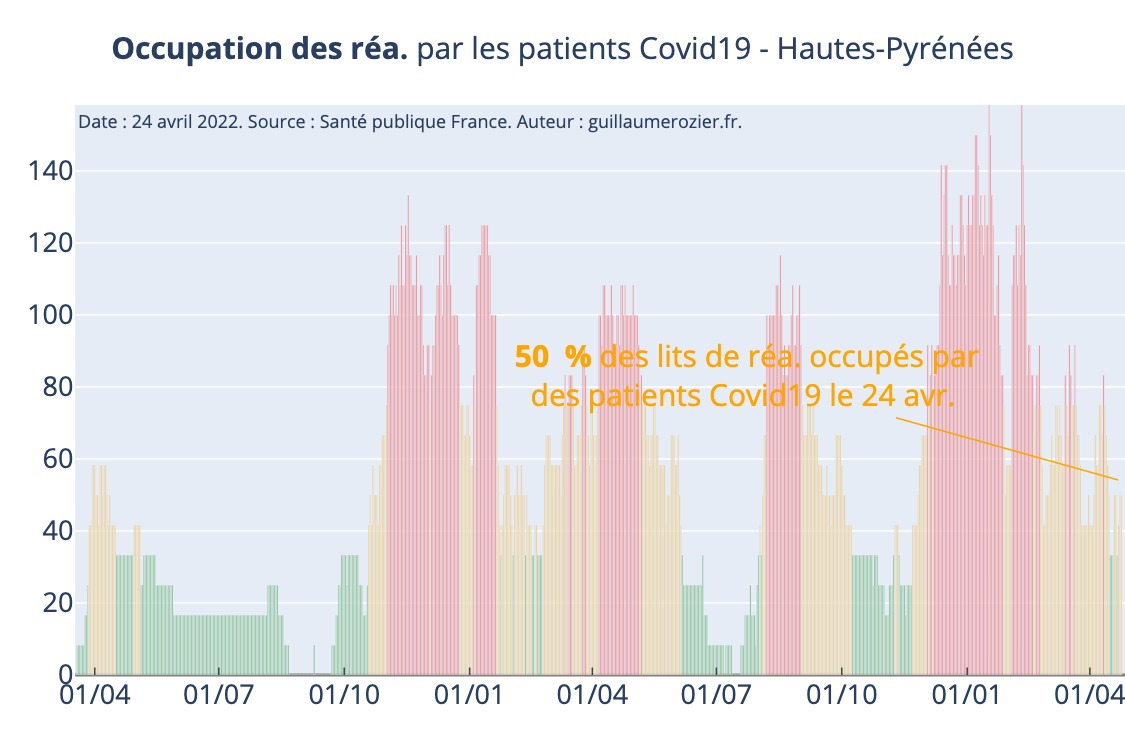 Occupation des réa. par les patients Covid19 - Hautes-Pyrénées
Date : 24 avril 2022. Source : Santé publique France. Auteur : guillaumerozier.fr.
140
120
100
80
60
40
20
0
50 % des lits de réa. occupés par
des patients Covid19 le 24 avr.
01/04 01/07 01/10 01/01 01/04 01/07 01/10 01/01 01/04